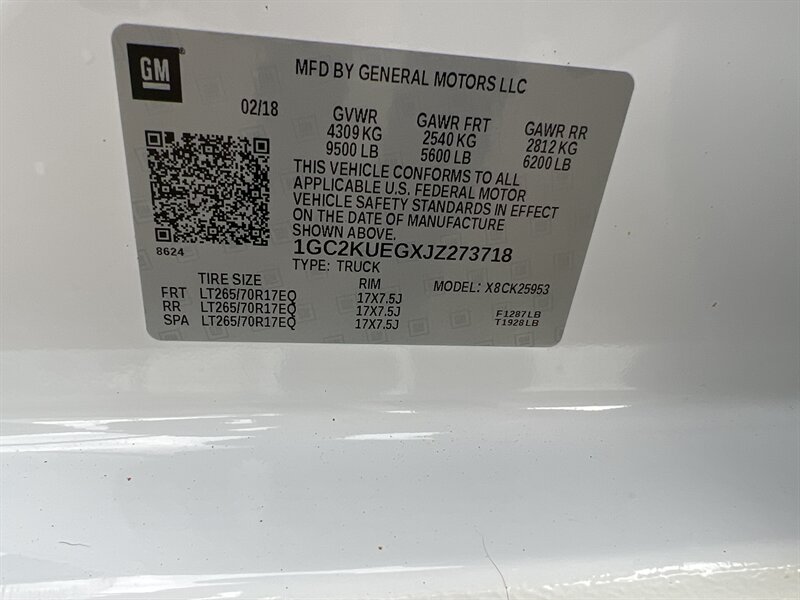 GM
MFD BY GENERAL MOTORS LLC
02/18 GVWR GAWR FRT GAWR RR
4309 KG 2540 KG 2812 KG
9500 LB 5600 LB 6200 LB
THIS VEHICLE CONFORMS TO ALL
APPLICABLE U.S. FEDERAL MOTOR
VEHICLE SAFETY STANDARDS IN EFFECT
ON THE DATE OF MANUFACTURE
SHOWN ABOVE.
8624
1GC2KUEGXJZ273718
TYPE: TRUCK
TIRE SIZE RIM MODEL: X8CK25953
FRT LT265/70R17EQ 17X7.5J
RR LT265/70R17EQ 17X7.5J F1287LB
SPA LT265/70R17EQ 17X7.5J T1928LB